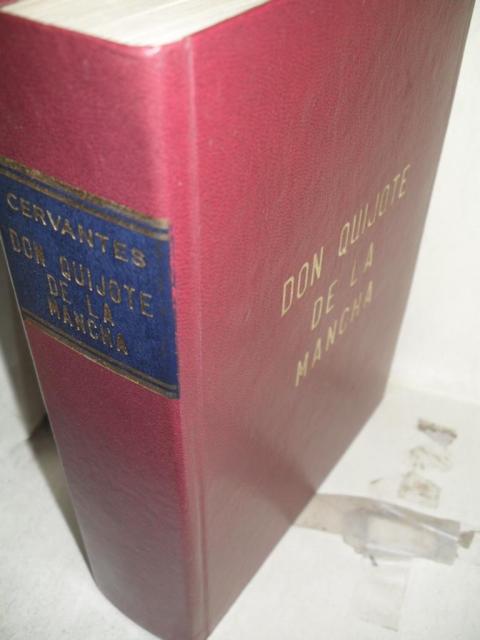 CERVANTES
DON QUIJOTE
DE LA
MANCHA
DON QUIJOTE
DE LA
MANCHA